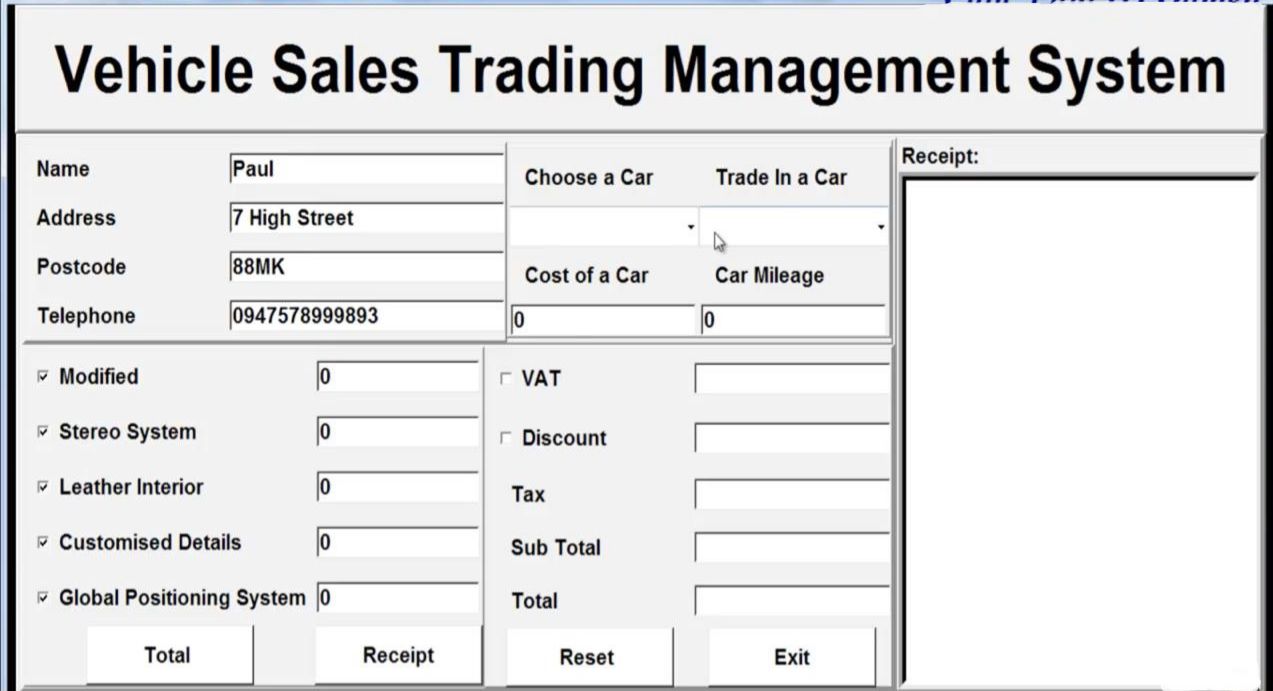 Vehicle Sales Trading Management System
Name Paul
Address 7 High Street
Postcode 88MK
Telephone 0947578999893
Choose a Car Trade In a Car
Cost of a Car Car Mileage
0 0
Receipt:
Modified 0
Stereo System 0
Leather Interior 0
Customised Details 0
Global Positioning System 0
VAT
Discount
Tax
Sub Total
Total
Total Receipt Reset Exit